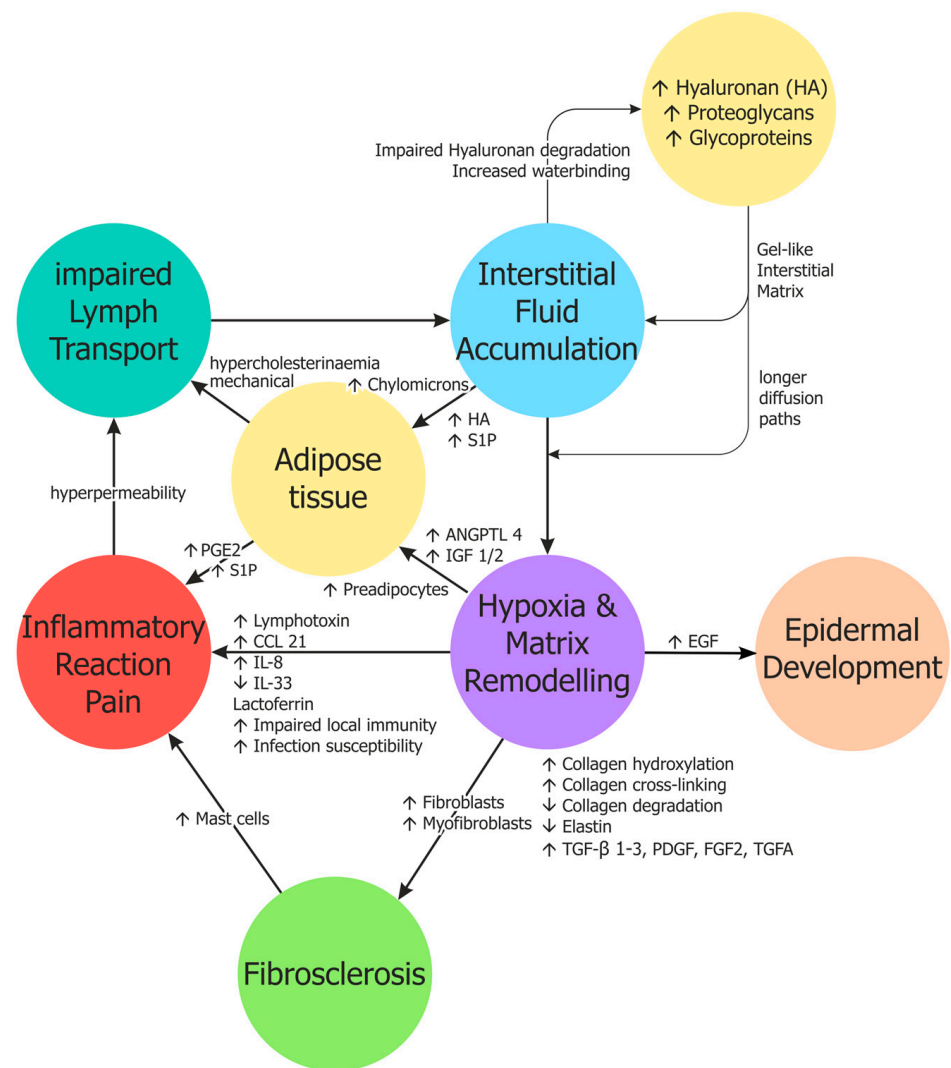 ↑ Hyaluronan (HA)
↑ Proteoglycans
↑ Glycoproteins
Impaired Hyaluronan degradation
Increased waterbinding
Gel-like
Interstitial
Matrix
impaired
Lymph
Transport
Interstitial
Fluid
Accumulation
hypercholesterinaemia
mechanical
↑ Chylomicrons
longer
diffusion
paths
↑ HA
↑ S1P
Adipose
tissue
hyperpermeability
↑ PGE2
↑ S1P
↑ ANGPTL 4
↑ IGF 1/2
↑ Preadipocytes
Inflammatory
Reaction
Pain
↑ Lymphotoxin
↑ CCL 21
↑ IL-8
↓ IL-33
Lactoferrin
↑ Impaired local immunity
↑ Infection susceptibility
Hypoxia &
Matrix
Remodelling
↑ EGF
Epidermal
Development
↑ Mast cells
↑ Fibroblasts
↑ Myofibroblasts
↑ Collagen hydroxylation
↑ Collagen cross-linking
↓ Collagen degradation
↓ Elastin
↑ TGF-β 1-3, PDGF, FGF2, TGFA
Fibrosclerosis